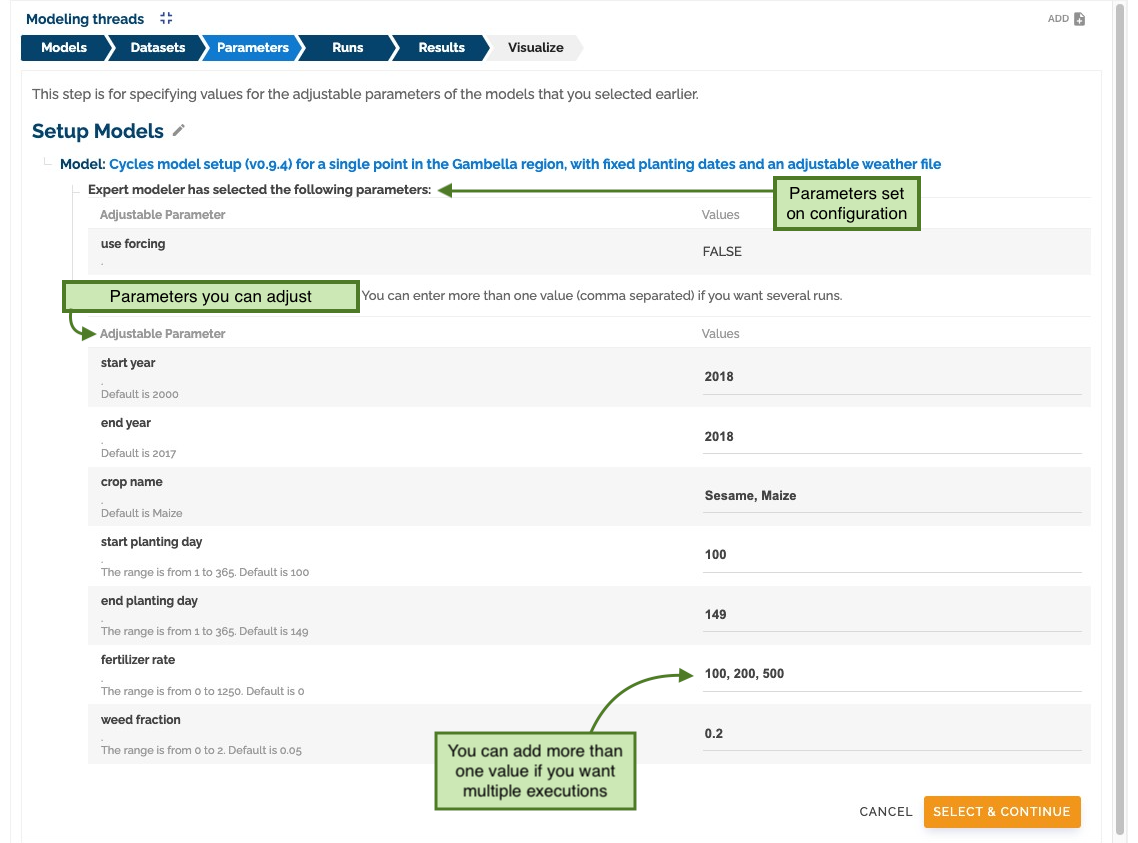 Modeling threads
ADD
Models
Datasets
Parameters
Runs
Results
Visualize
This step is for specifying values for the adjustable parameters of the models that you selected earlier.
Setup Models
Model: Cycles model setup (v0.9.4) for a single point in the Gambella region, with fixed planting dates and an adjustable weather file
Expert modeler has selected the following parameters:
Parameters set
on configuration
Adjustable Parameter
Values
use forcing
.
FALSE
Parameters you can adjust
You can enter more than one value (comma separated) if you want several runs.
Adjustable Parameter
Values
start year
.
Default is 2000
2018
end year
.
Default is 2017
2018
crop name
.
Default is Maize
Sesame, Maize
start planting day
.
The range is from 1 to 365. Default is 100
100
end planting day
.
The range is from 1 to 365. Default is 149
149
fertilizer rate
.
The range is from 0 to 1250. Default is 0
100, 200, 500
weed fraction
.
The range is from 0 to 2. Default is 0.05
0.2
You can add more than
one value if you want
multiple executions
CANCEL
SELECT & CONTINUE